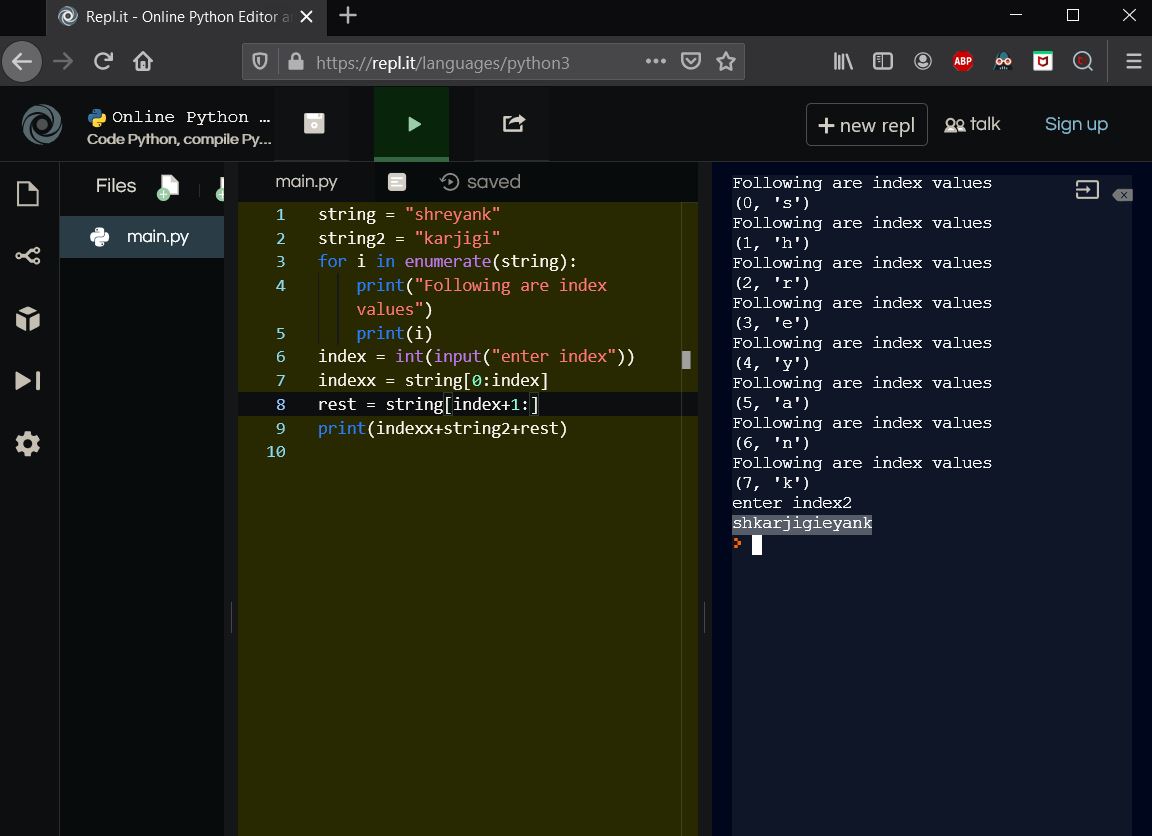 Repl.it - Online Python Editor a
https://repl.it/languages/python3
ABP
Online Python ...
Code Python, compile Py...
+ new repl
talk
Sign up
Files
main.py
saved
main.py
1 string = "shreyank"
2 string2 = "karjigi"
3 for i in enumerate(string):
4 print("Following are index
values")
5 print(i)
6 index = int(input("enter index"))
7 indexx = string[0:index]
8 rest = string[index+1:]
9 print(indexx+string2+rest)
10
Following are index values
(0, 's')
Following are index values
(1, 'h')
Following are index values
(2, 'r')
Following are index values
(3, 'e')
Following are index values
(4, 'y')
Following are index values
(5, 'a')
Following are index values
(6, 'n')
Following are index values
(7, 'k')
enter index2
shkarjigieyank